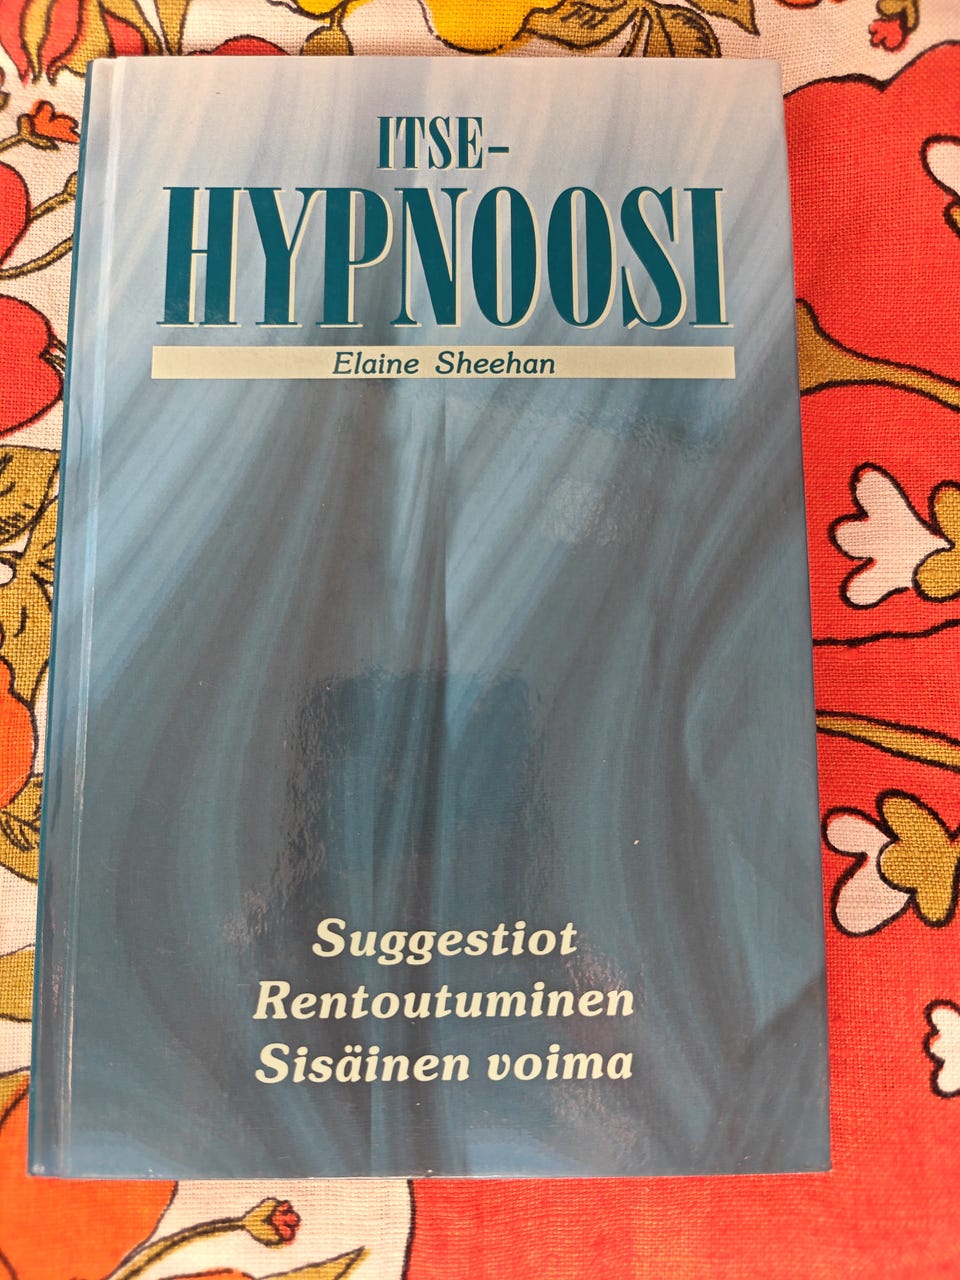 ITSE-
HYPNOOSI
Elaine Sheehan
Suggestiot
Rentoutuminen
Sisäinen voima